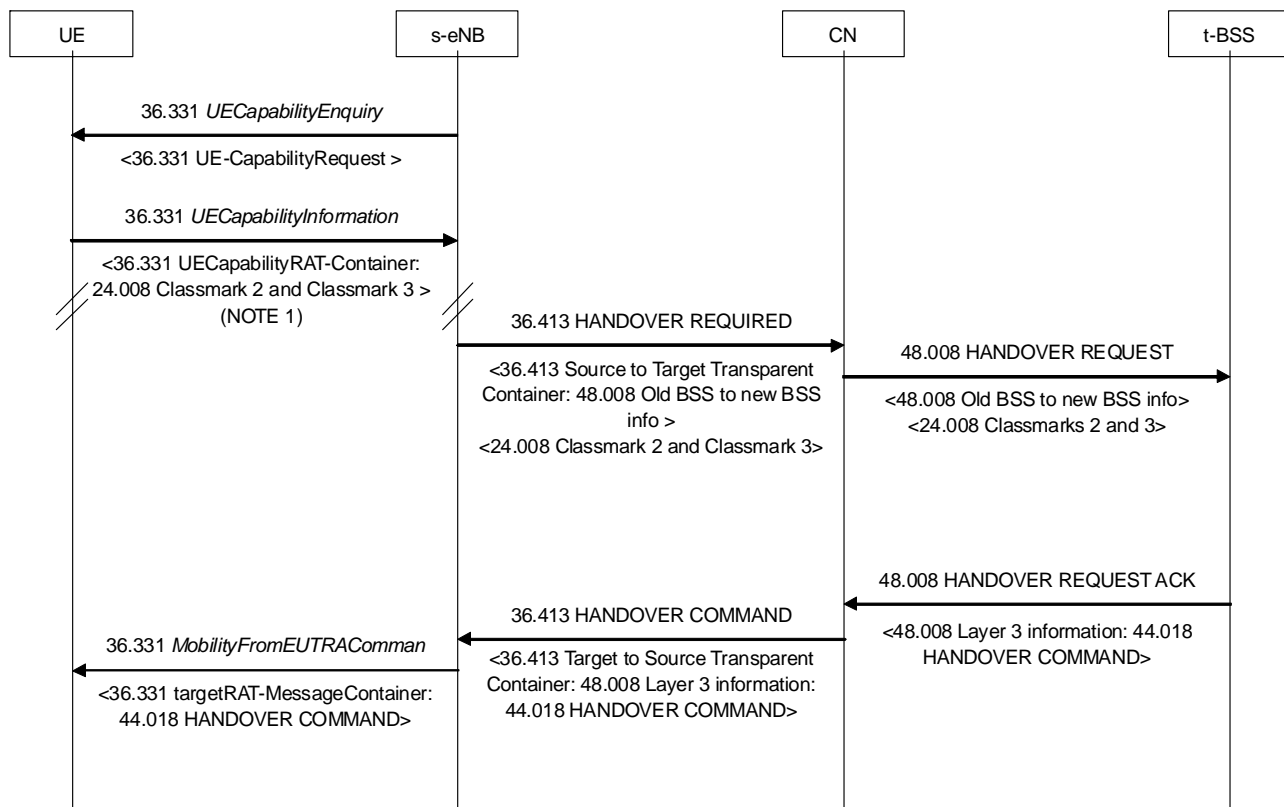 UE
s-eNB
CN
t-BSS
36.331 UECapabilityEnquiry
<36.331 UE-CapabilityRequest >
36.331 UECapabilityInformation
<36.331 UECapabilityRAT-Container:
24.008 Classmark 2 and Classmark 3 >
(NOTE 1)
36.413 HANDOVER REQUIRED
<36.413 Source to Target Transparent
Container: 48.008 Old BSS to new BSS
info >
<24.008 Classmark 2 and Classmark 3>
48.008 HANDOVER REQUEST
<48.008 Old BSS to new BSS info>
<24.008 Classmarks 2 and 3>
48.008 HANDOVER REQUEST ACK
<48.008 Layer 3 information: 44.018
HANDOVER COMMAND>
36.413 HANDOVER COMMAND
<36.413 Target to Source Transparent
Container: 48.008 Layer 3 information:
44.018 HANDOVER COMMAND>
36.331 MobilityFromEUTRAComman
<36.331 targetRAT-MessageContainer:
44.018 HANDOVER COMMAND>